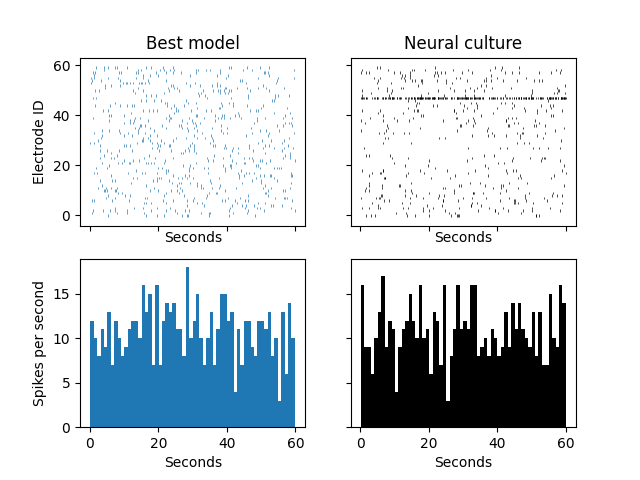 Best model
Neural culture
Electrode ID
60
40
20
0
Seconds
Seconds
Spikes per second
15
10
5
0
0 20 40 60
0 20 40 60
Seconds
Seconds